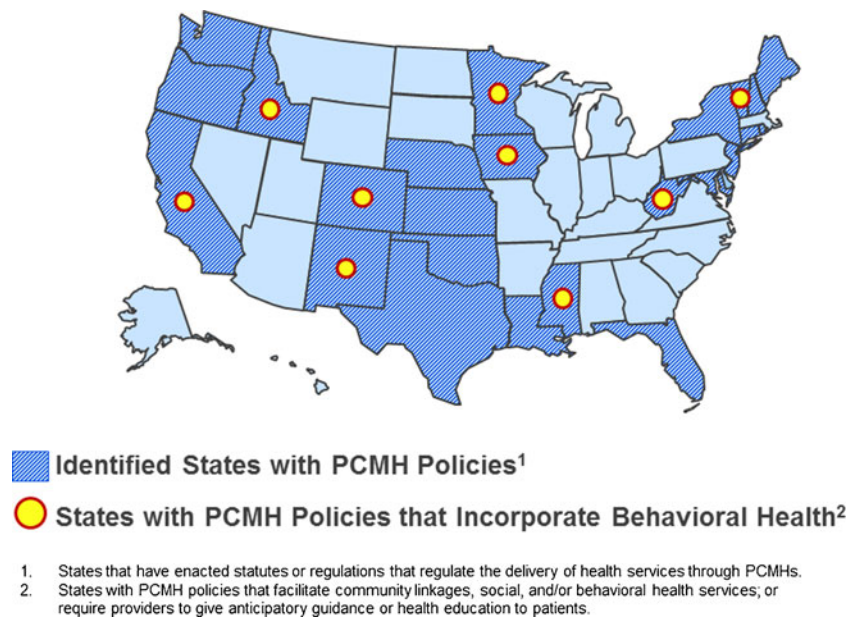 Identified States with PCMH Policies¹
States with PCMH Policies that Incorporate Behavioral Health²
1. States that have enacted statutes or regulations that regulate the delivery of health services through PCMHs.
2. States with PCMH policies that facilitate community linkages, social, and/or behavioral health services; or
require providers to give anticipatory guidance or health education to patients.